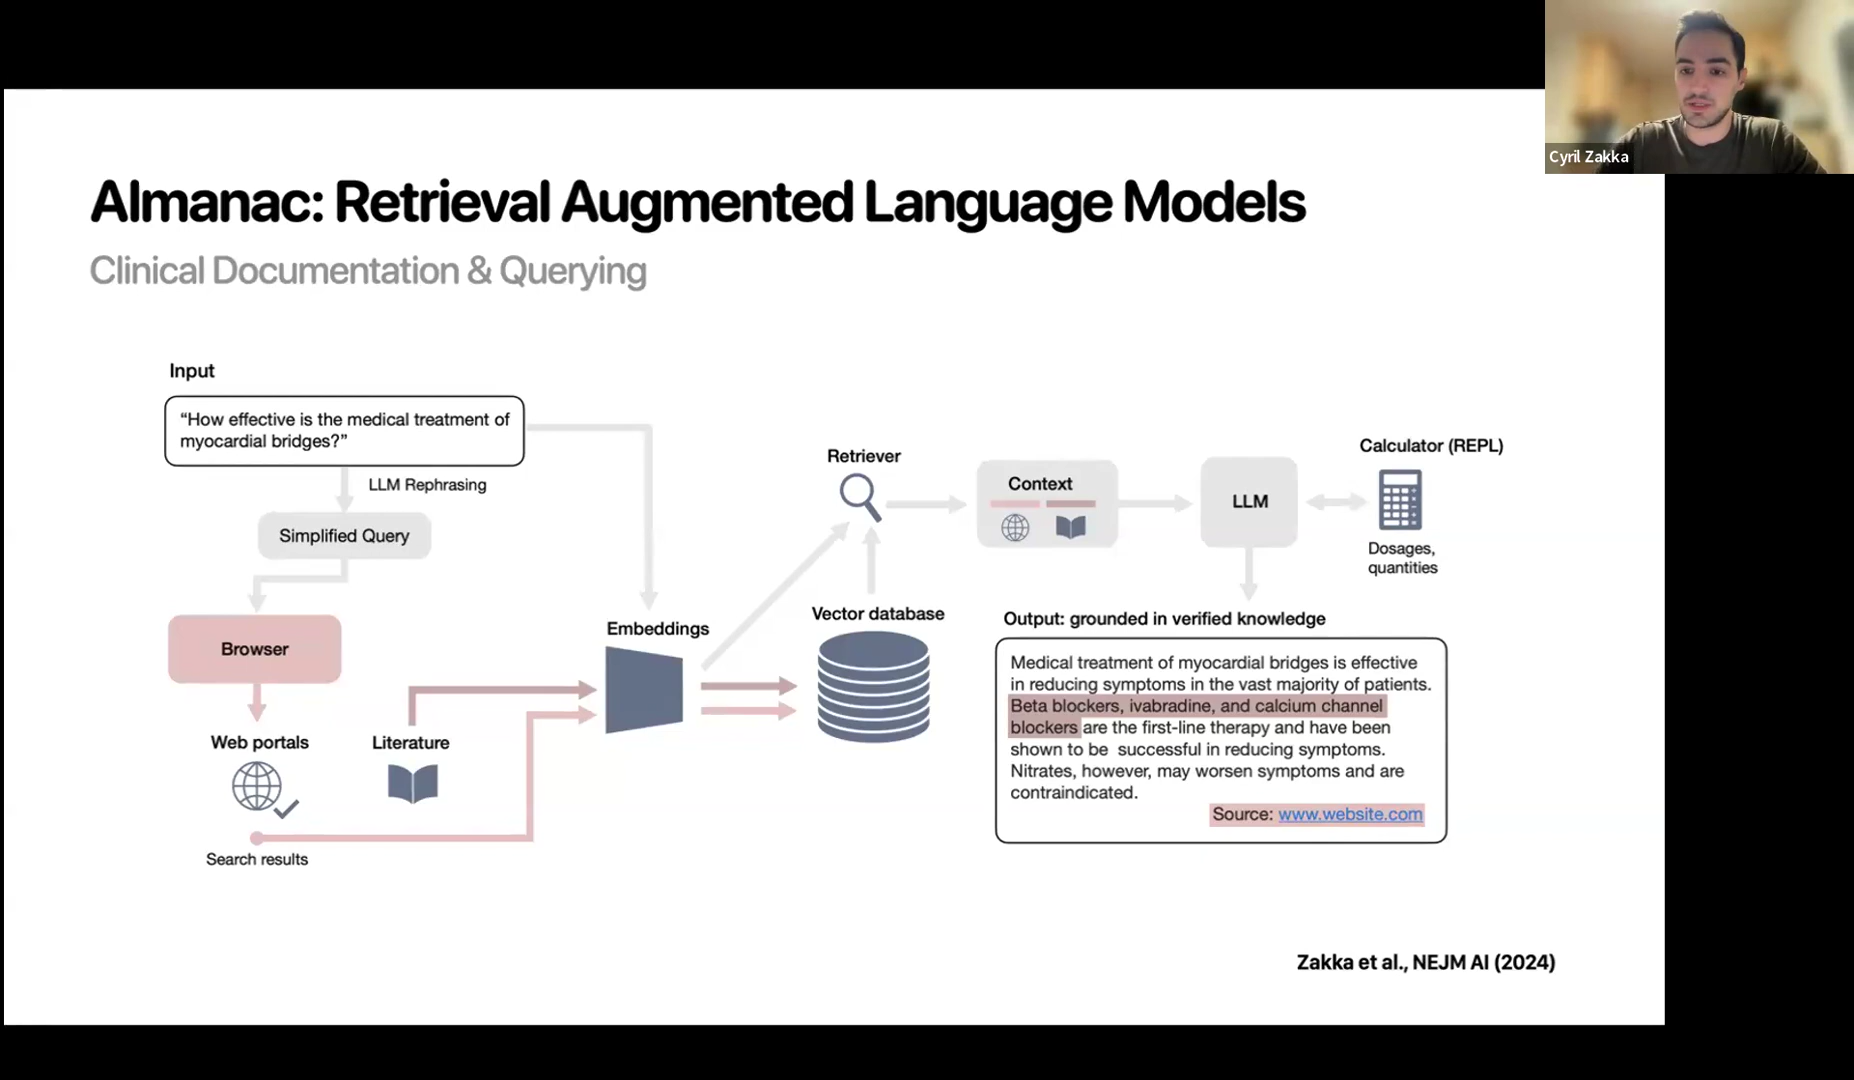 Cyril Zakka
Almanac: Retrieval Augmented Language Models
Clinical Documentation & Querying
Input
“How effective is the medical treatment of
myocardial bridges?”
LLM Rephrasing
Simplified Query
Browser
Web portals
Search results
Literature
Embeddings
Vector database
Retriever
Context
LLM
Calculator (REPL)
Dosages,
quantities
Output: grounded in verified knowledge
Medical treatment of myocardial bridges is effective
in reducing symptoms in the vast majority of patients.
Beta blockers, ivabradine, and calcium channel
blockers are the first-line therapy and have been
shown to be successful in reducing symptoms.
Nitrates, however, may worsen symptoms and are
contraindicated.
Source: www.website.com
Zakka et al., NEJM AI (2024)